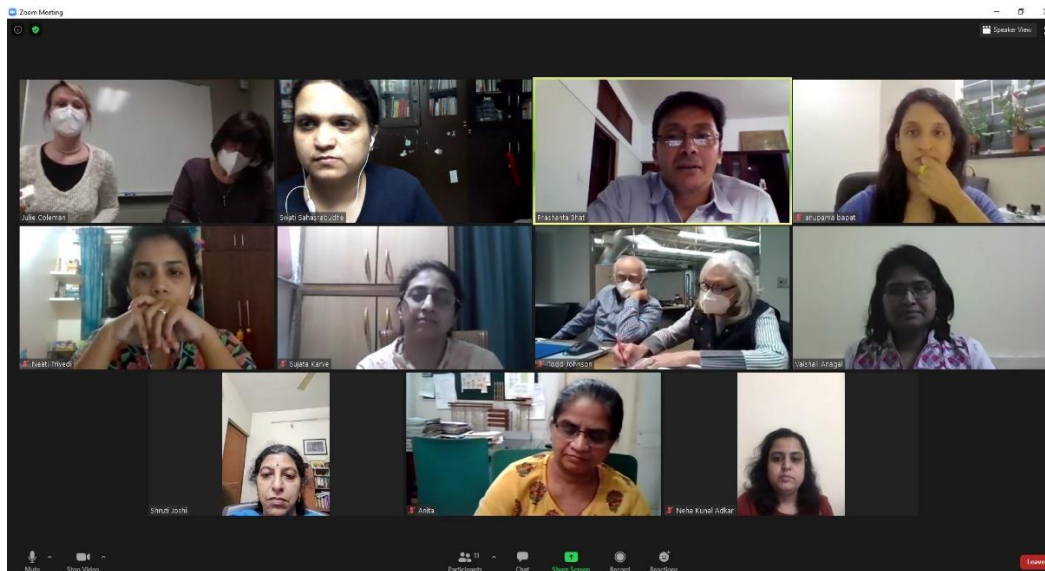 Zoom Meeting
Speaker View
Julie Coleman
Swati Sahasrabudhe
Prashanta Bhat
anupama bapat
Neeti Trivedi
Sujata Karve
Todd Johnson
Vaishali Anagal
Shruti Joshi
Anita
Neha Kunal Adkar
Mute
Stop Video
Participants
11
Chat
Share Screen
Record
Reactions
Leave